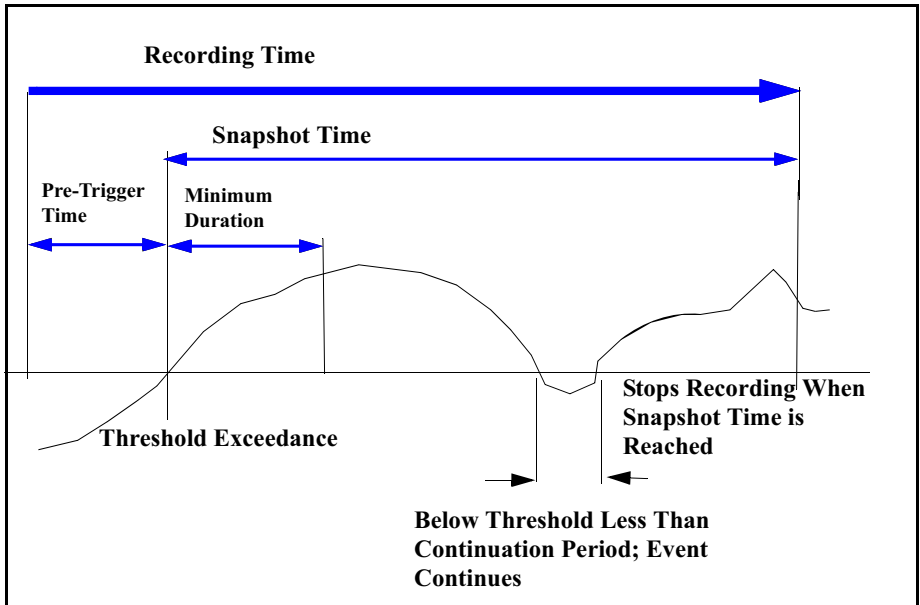 Recording Time
Snapshot Time
Pre-Trigger
Time
Minimum
Duration
Threshold Exceedance
Stops Recording When
Snapshot Time is
Reached
Below Threshold Less Than
Continuation Period; Event
Continues